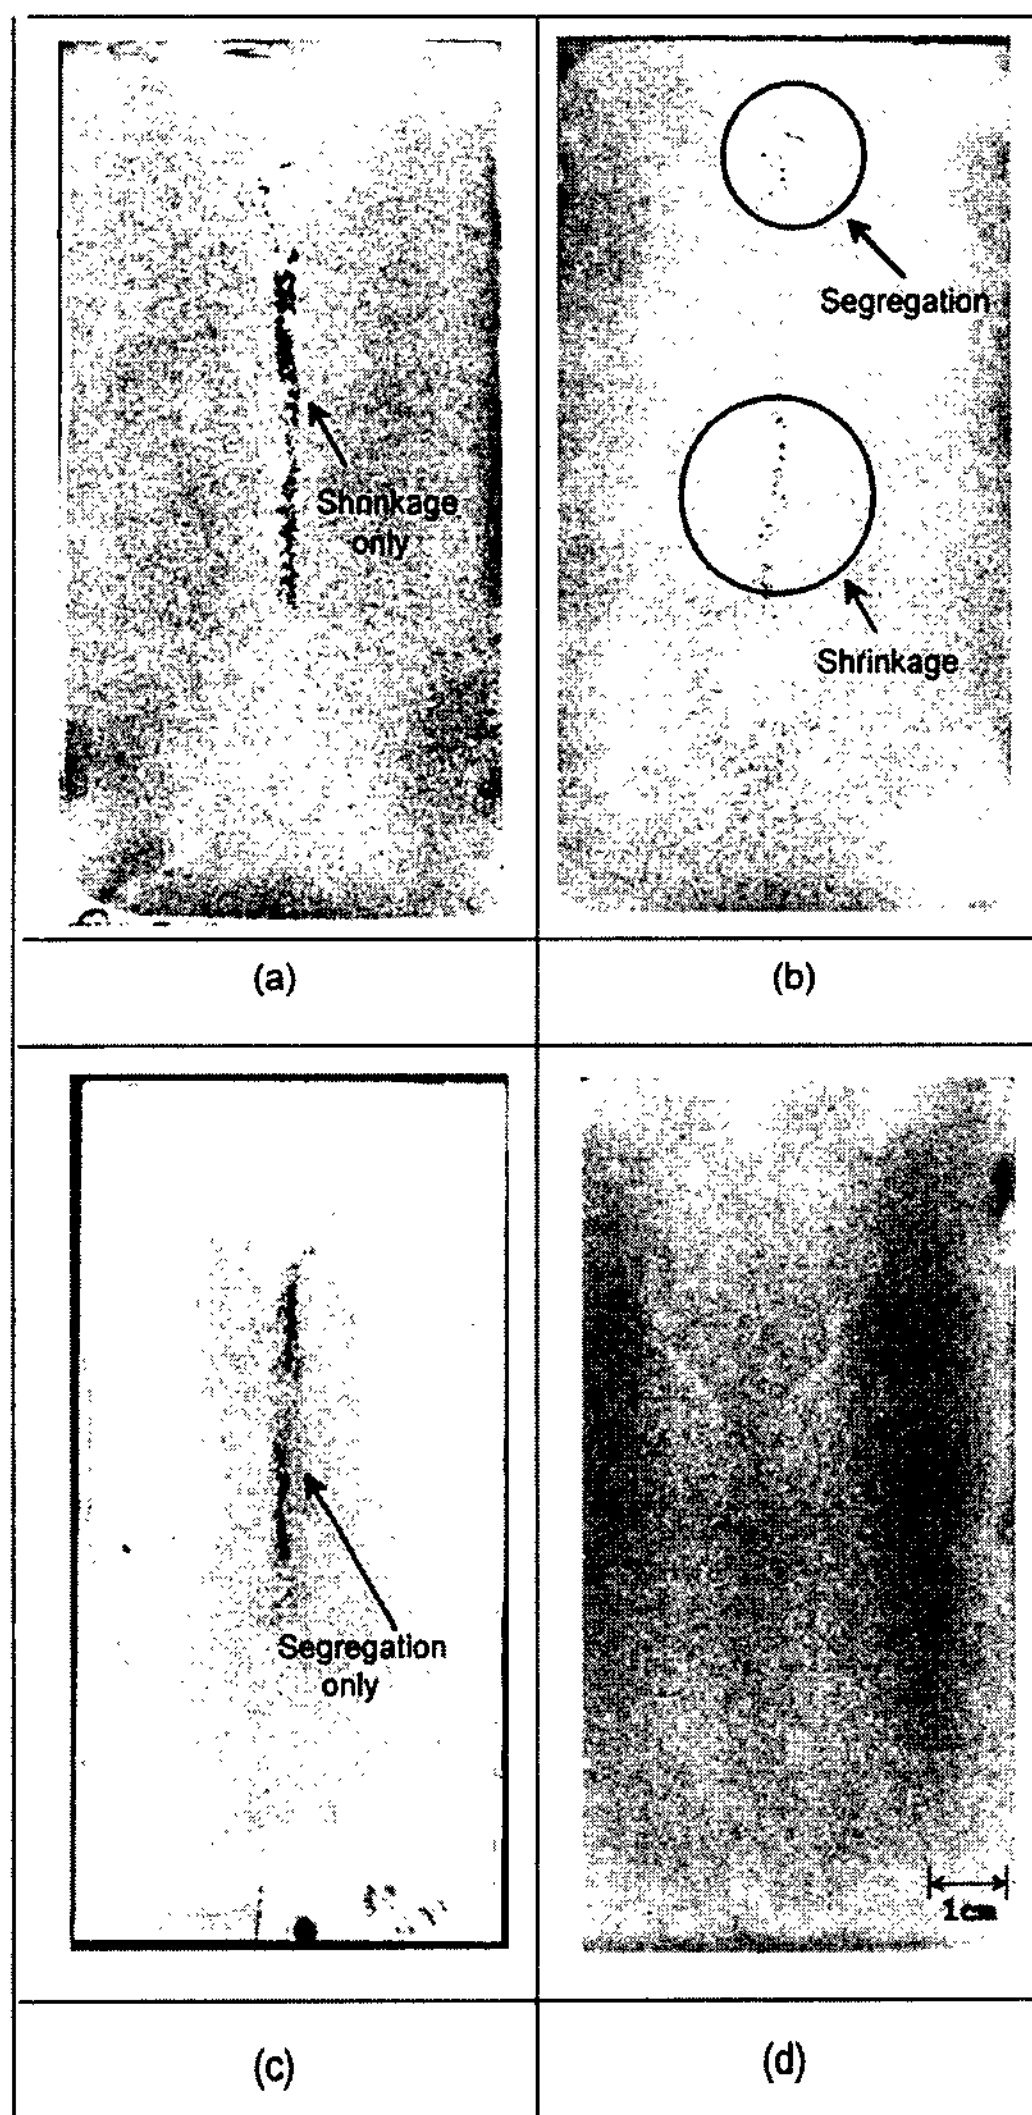 Shrinkage
only
Segregation
Shrinkage
(a)
(b)
Segregation
only
1cm
(c)
(d)